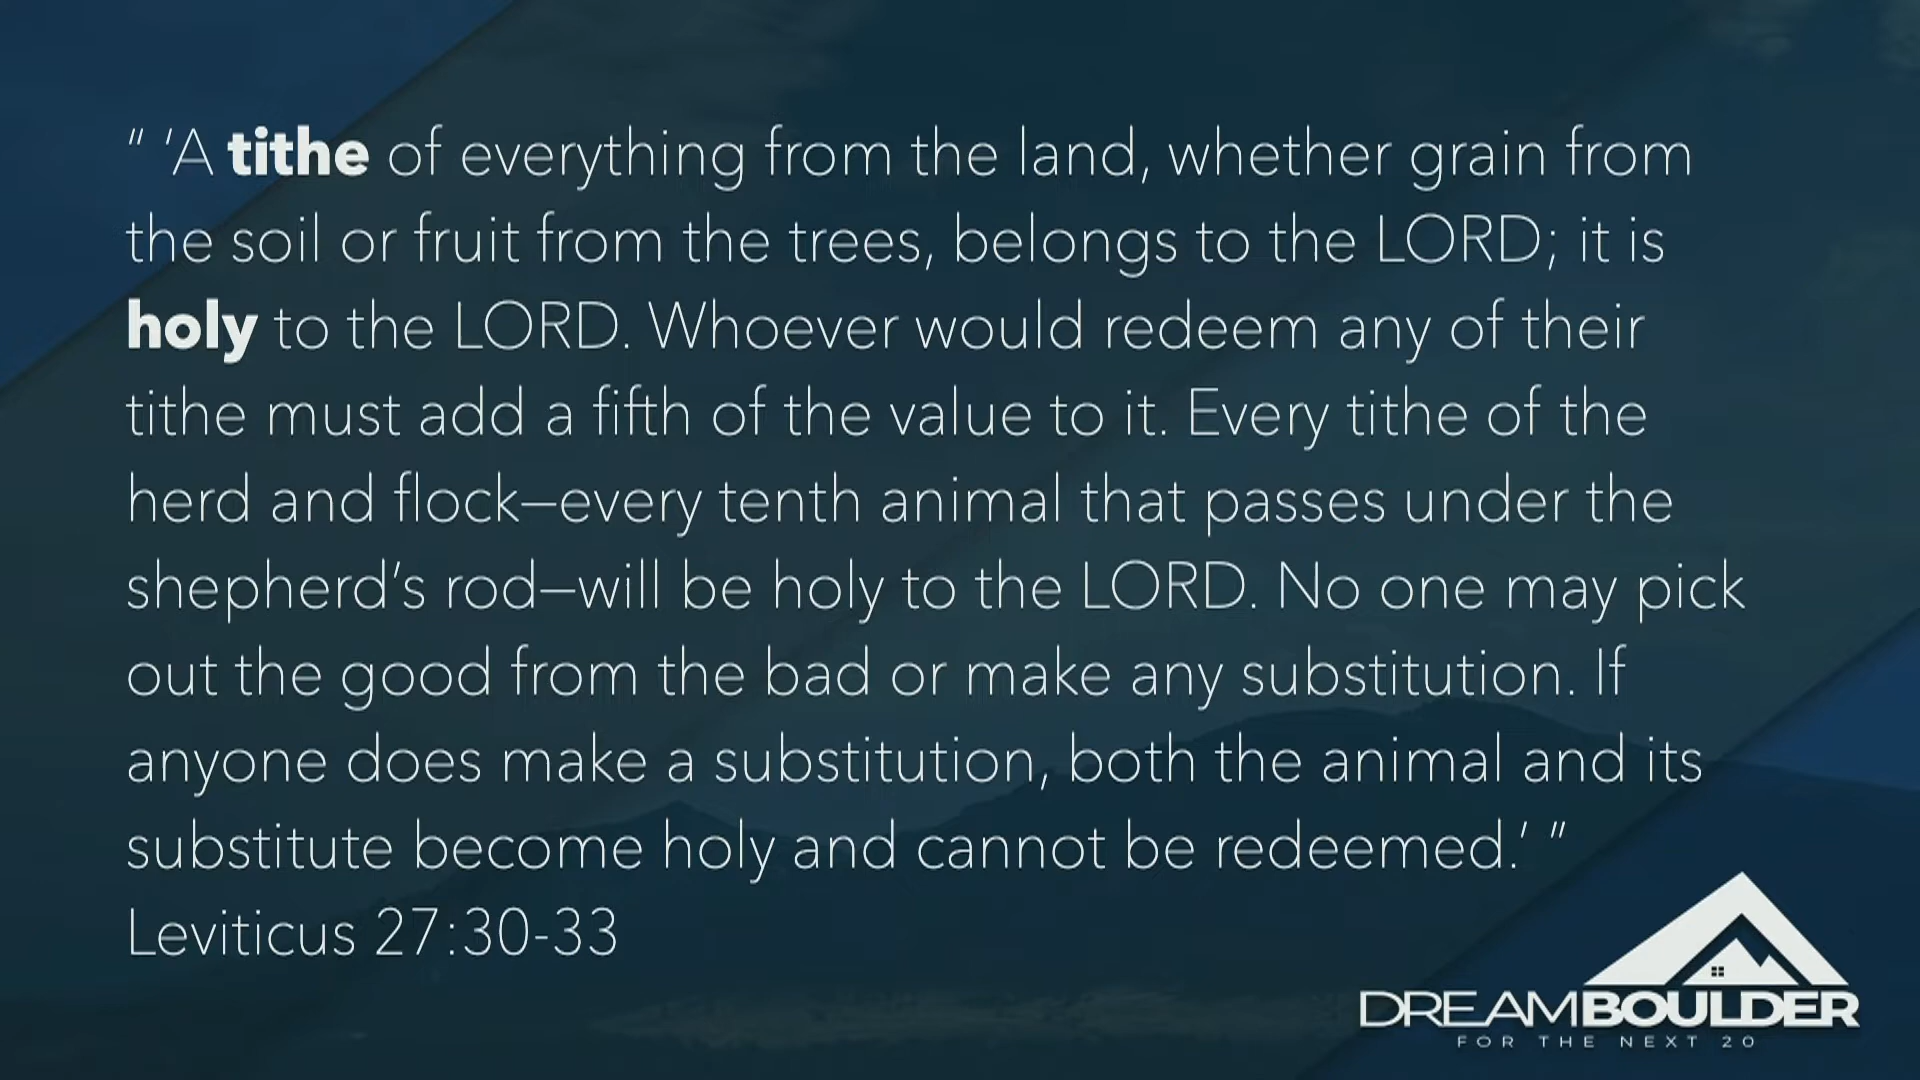 “ ‘A tithe of everything from the land, whether grain from
the soil or fruit from the trees, belongs to the LORD; it is
holy to the LORD. Whoever would redeem any of their
tithe must add a fifth of the value to it. Every tithe of the
herd and flock—every tenth animal that passes under the
shepherd’s rod—will be holy to the LORD. No one may pick
out the good from the bad or make any substitution. If
anyone does make a substitution, both the animal and its
substitute become holy and cannot be redeemed.’ ”
Leviticus 27:30-33
DREAMBOULDER
FOR THE NEXT 20